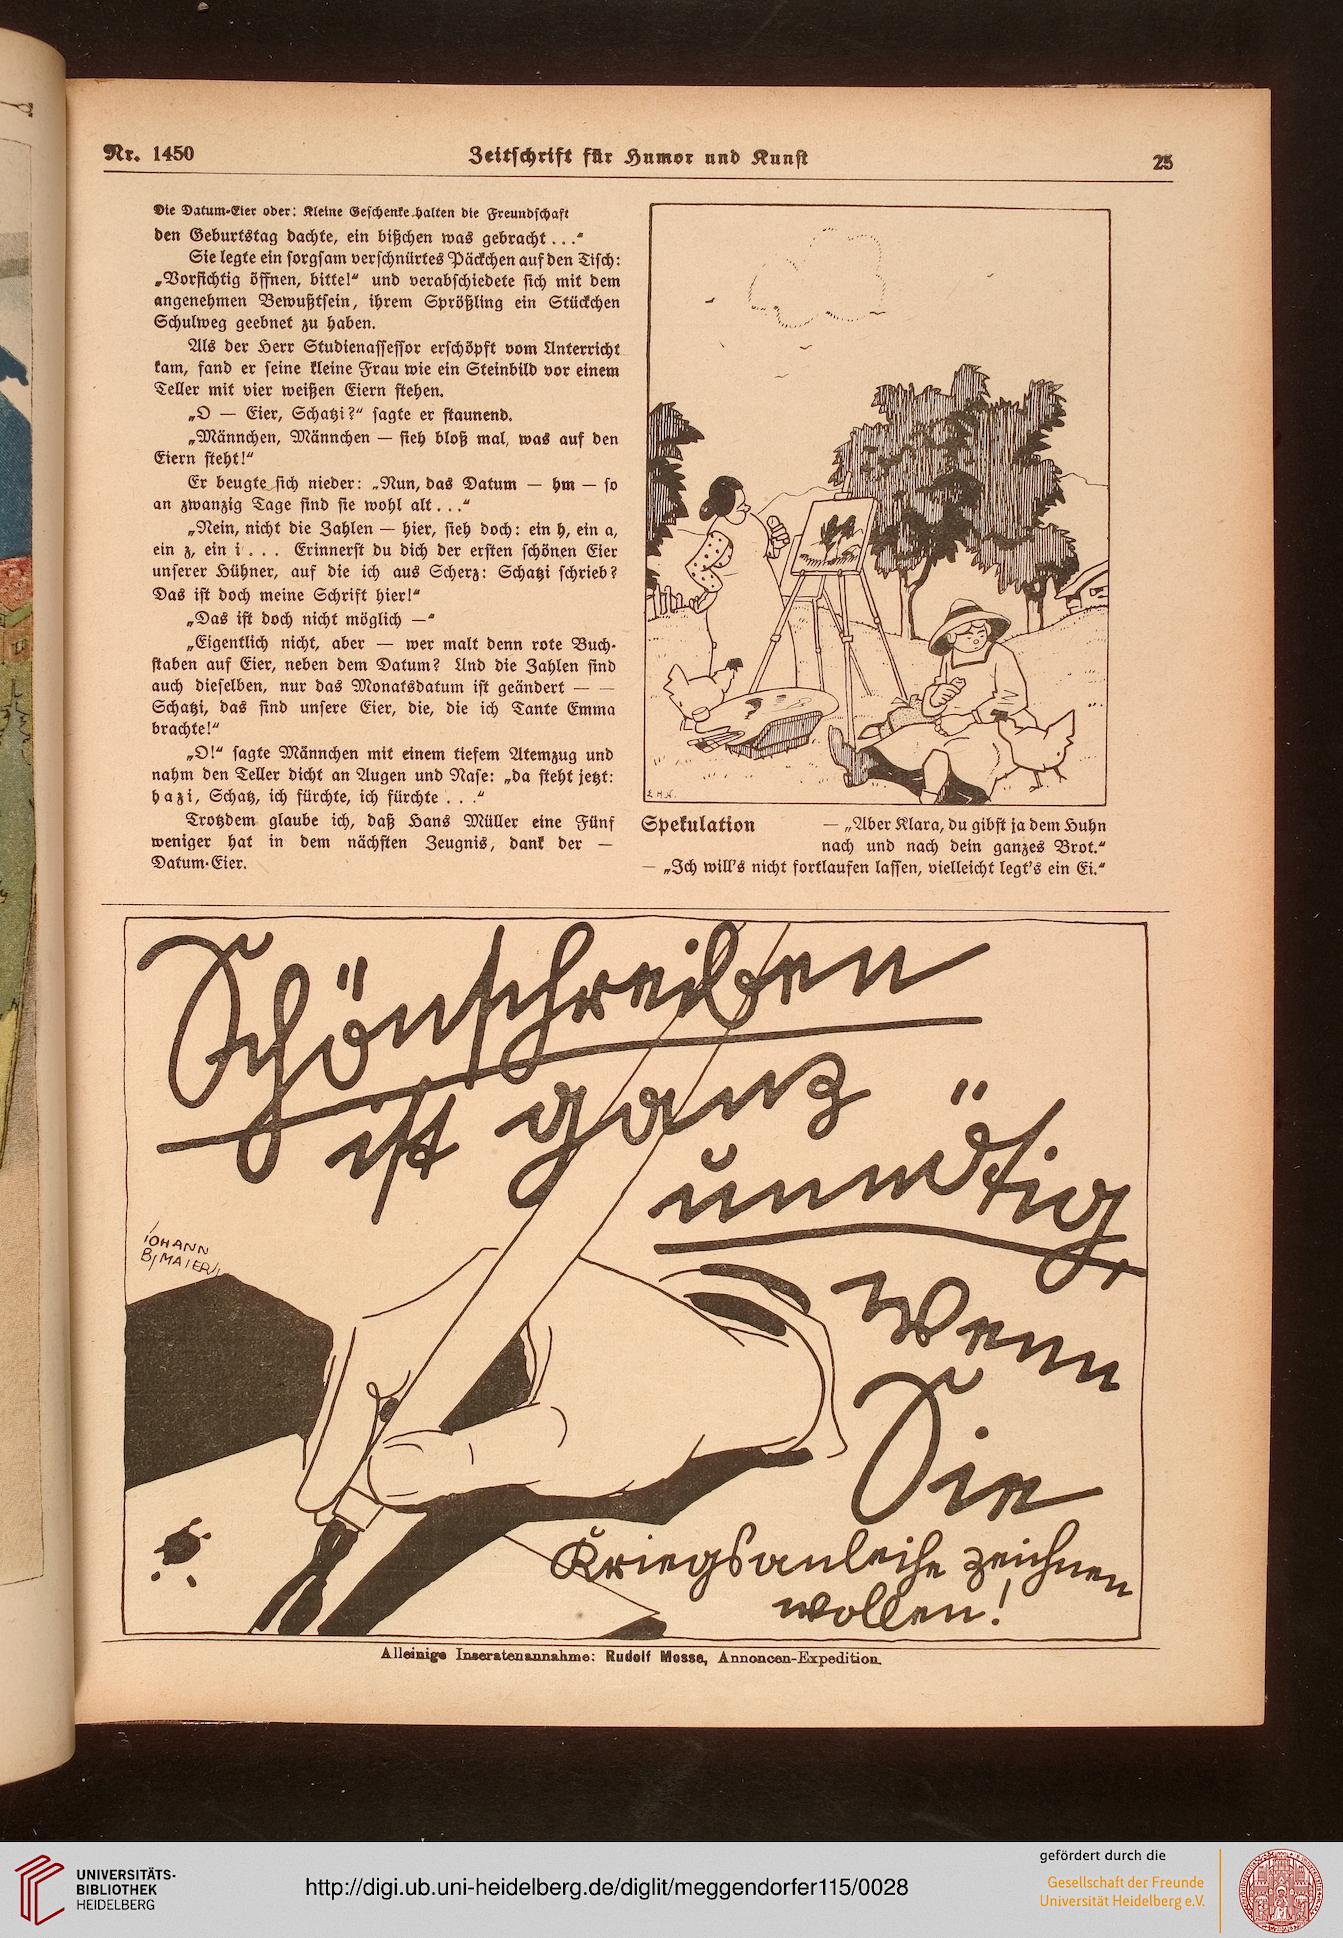 Nr. 1450
Zeitschrift für Humor und Kunst
25
Die Datum-Eier oder: Kleine Geschenke halten die Freundschaft
den Geburtstag dachte, ein bißchen was gebracht . . .“
Sie legte ein sorgsam verschnürtes Päckchen auf den Tisch:
„Vorsichtig öffnen, bitte!“ und verabschiedete sich mit dem
angenehmen Bewußtsein, ihrem Sprößling ein Stückchen
Schulweg geebnet zu haben.
Als der Herr Studienassessor erschöpft vom Unterricht
kam, fand er seine kleine Frau wie ein Steinbild vor einem
Teller mit vier weißen Eiern stehen.
„O — Eier, Schatzi?“ sagte er staunend.
„Männchen, Männchen — sieh bloß mal, was auf den
Eiern steht!“
Er beugte sich nieder: „Nun, das Datum — hm — so
an zwanzig Tage sind sie wohl alt . . .“
„Nein, nicht die Zahlen — hier, sieh doch: ein h, ein a,
ein z, ein i . . . Erinnerst du dich der ersten schönen Eier
unserer Hühner, auf die ich aus Scherz: Schatzi schrieb?
Das ist doch meine Schrift hier!“
„Das ist doch nicht möglich —“
„Eigentlich nicht, aber — wer malt denn rote Buch-
staben auf Eier, neben dem Datum? Und die Zahlen sind
auch dieselben, nur das Monatsdatum ist geändert — —
Schatzi, das sind unsere Eier, die, die ich Tante Emma
brachte!“
„O!“ sagte Männchen mit einem tiefem Atemzug und
nahm den Teller dicht an Augen und Nase: „da steht jetzt:
hazi, Schatz, ich fürchte, ich fürchte . . .“
Trotzdem glaube ich, daß Hans Müller eine Fünf
weniger hat in dem nächsten Zeugnis, dank der —
Datum-Eier.
Spekulation — „Aber Klara, du gibst ja dem Huhn
nach und nach dein ganzes Brot.“
— „Ich will's nicht fortlaufen lassen, vielleicht legt's ein Ei.“
Schönschreiben
ist ganz
unnötig,
wenn
Sie
Kriegsanleihe zeichnen
wollen!
IOHANN
B. MAIER
Alleinige Inseratenannahme: Rudolf Mosse, Annoncen-Expedition.
UNIVERSITÄTS-
BIBLIOTHEK
HEIDELBERG
http://digi.ub.uni-heidelberg.de/diglit/meggendorfer115/0028
gefördert durch die
Gesellschaft der Freunde
Universität Heidelberg e.V.